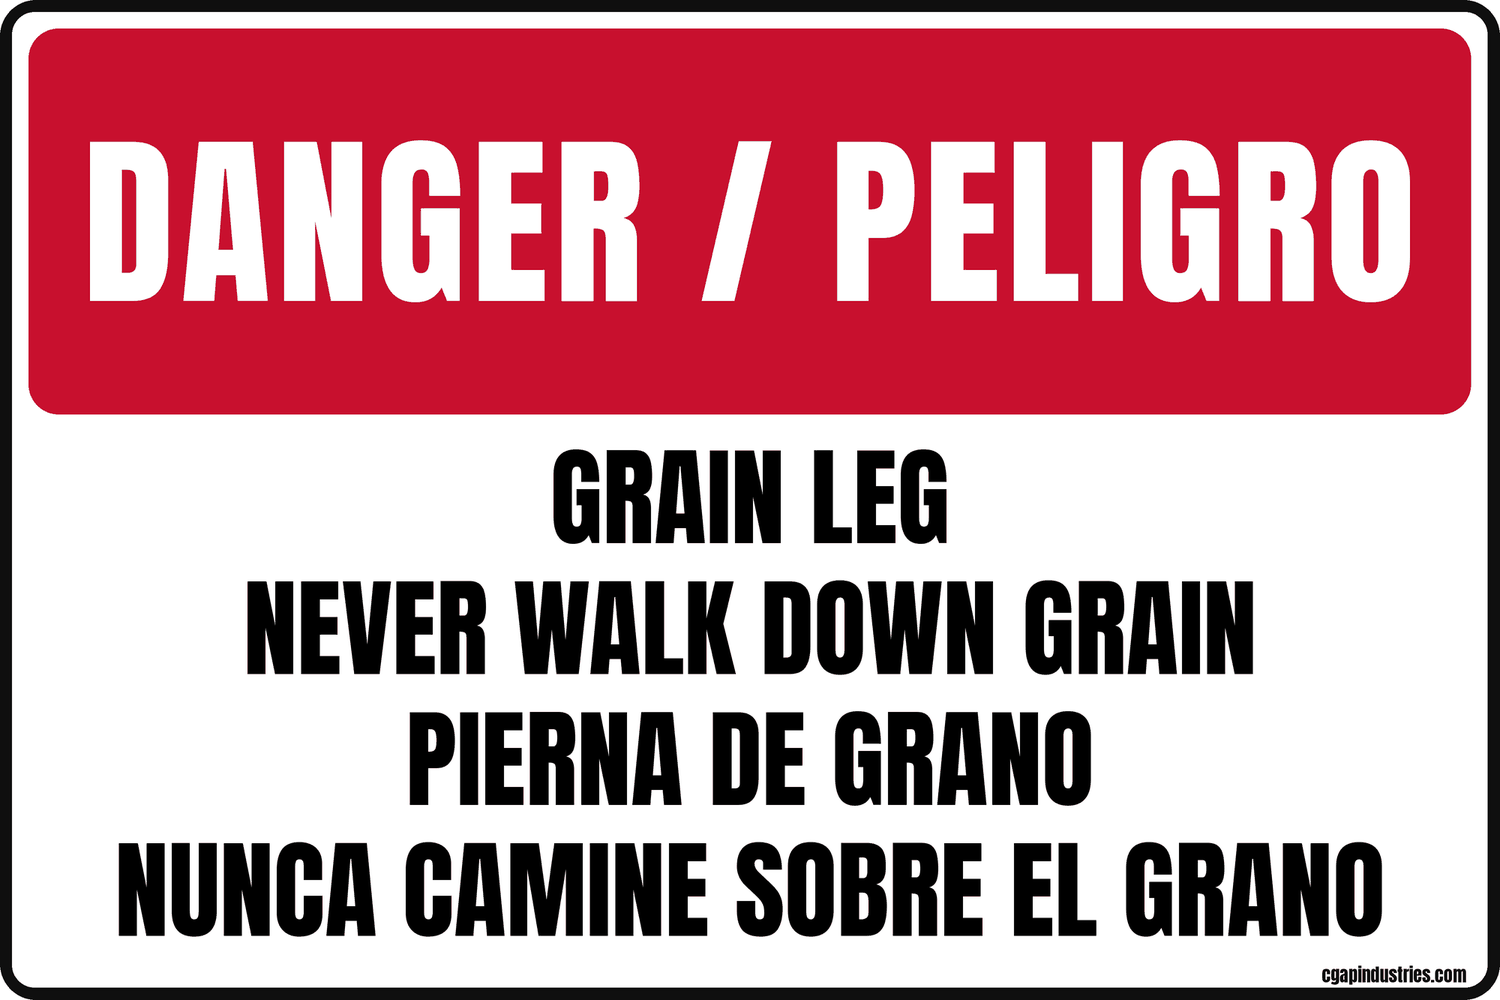 DANGER / PELIGRO
GRAIN LEG
NEVER WALK DOWN GRAIN
PIERNA DE GRANO
NUNCA CAMINE SOBRE EL GRANO
cgapindustries.com